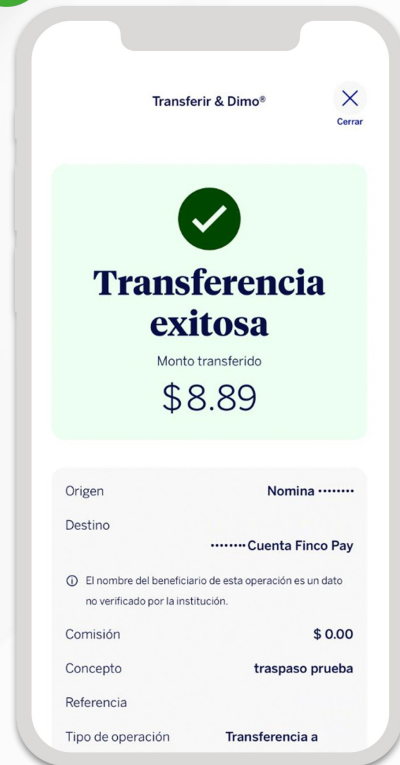 Transferir & Dimo®
Cerrar
Transferencia
exitosa
Monto transferido
$8.89
Origen Nomina ••••••••
Destino
••••••••Cuenta Finco Pay
El nombre del beneficiario de esta operación es un dato
no verificado por la institución.
Comisión $ 0.00
Concepto traspaso prueba
Referencia
Tipo de operación Transferencia a